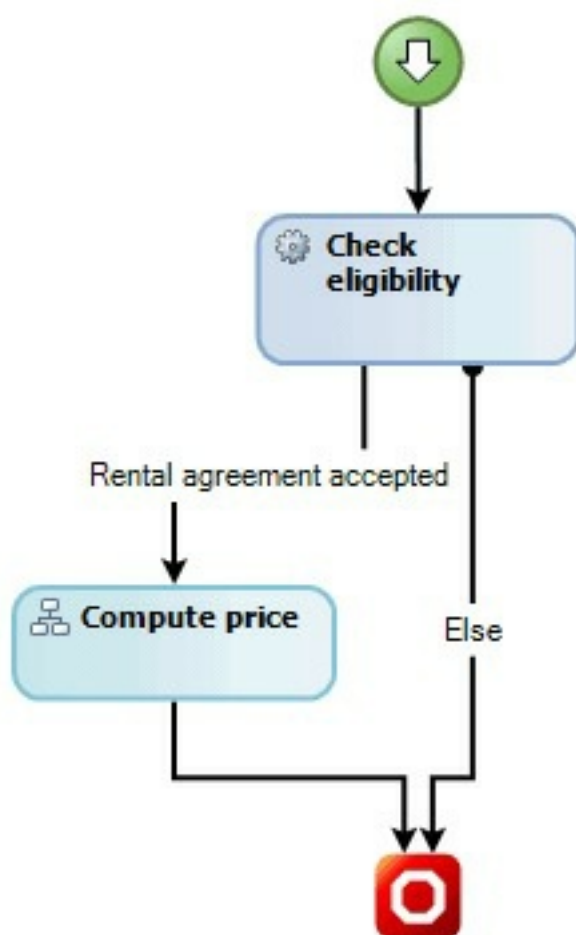 Check
eligibility
Rental agreement accepted
Compute price
Else